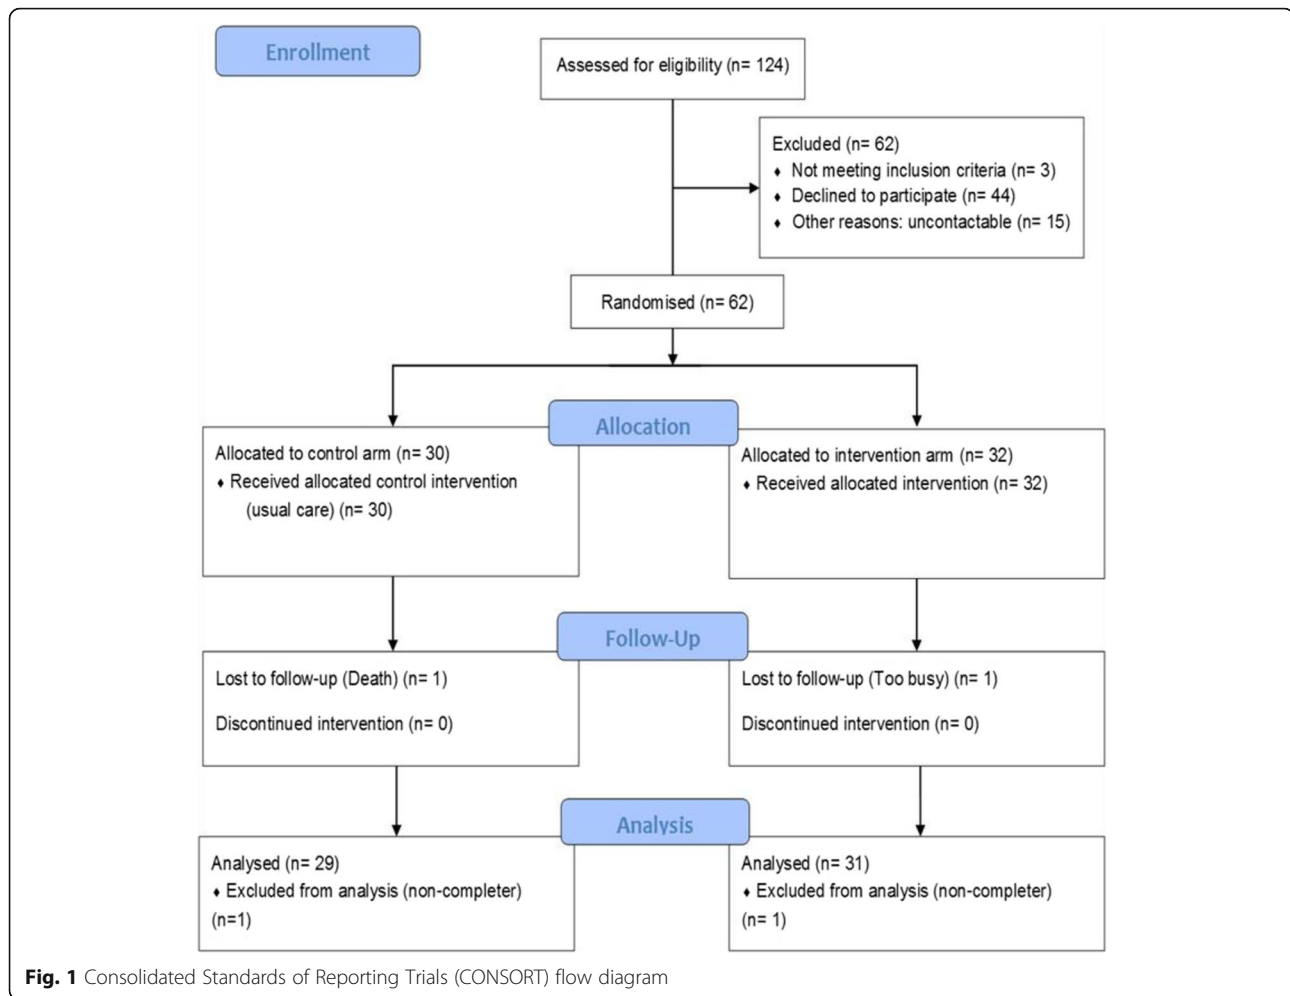 Enrollment
Assessed for eligibility (n= 124)
Excluded (n= 62)
♦ Not meeting inclusion criteria (n= 3)
♦ Declined to participate (n= 44)
♦ Other reasons: uncontactable (n= 15)
Randomised (n= 62)
Allocation
Allocated to control arm (n= 30)
♦ Received allocated control intervention
(usual care) (n= 30)
Allocated to intervention arm (n= 32)
♦ Received allocated intervention (n= 32)
Follow-Up
Lost to follow-up (Death) (n= 1)
Discontinued intervention (n= 0)
Lost to follow-up (Too busy) (n= 1)
Discontinued intervention (n= 0)
Analysis
Analysed (n= 29)
♦ Excluded from analysis (non-completer)
(n=1)
Analysed (n= 31)
♦ Excluded from analysis (non-completer)
(n= 1)
Fig. 1 Consolidated Standards of Reporting Trials (CONSORT) flow diagram